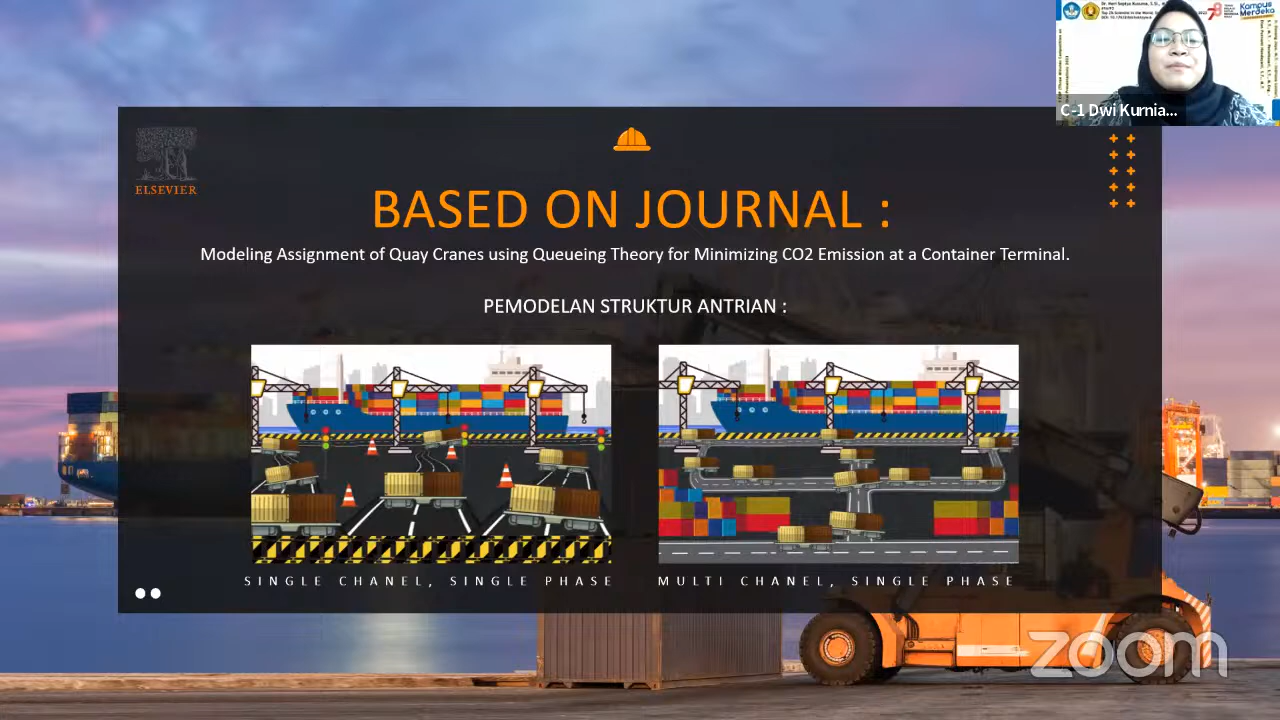 Kampus
Merdeka
C-1 Dwi Kurnia...
ELSEVIER
BASED ON JOURNAL :
Modeling Assignment of Quay Cranes using Queueing Theory for Minimizing CO2 Emission at a Container Terminal.
PEMODELAN STRUKTUR ANTRIAN :
SINGLE CHANEL, SINGLE PHASE
MULTI CHANEL, SINGLE PHASE
zoom